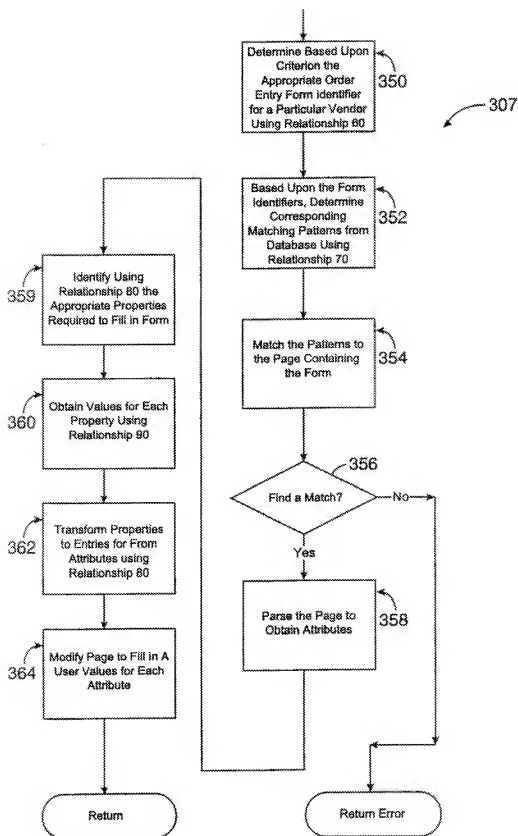 Determine Based Upon
Criterion the
Appropriate Order
Entry Form Identifier
for a Particular Vendor
Using Relationship 60
350
307
Based Upon the Form
Identifiers, Determine
Corresponding
Matching Patterns from
Database Using
Relationship 70
352
Match the Patterns to
the Page Containing
the Form
354
356
Find a Match?
No
Yes
Parse the Page to
Obtain Attributes
358
359
Identify Using
Relationship 80 the
Appropriate Properties
Required to Fill in Form
360
Obtain Values for Each
Property Using
Relationship 90
362
Transform Properties
to Entries for From
Attributes using
Relationship 80
364
Modify Page to Fill in A
User Values for Each
Attribute
Return
Return Error